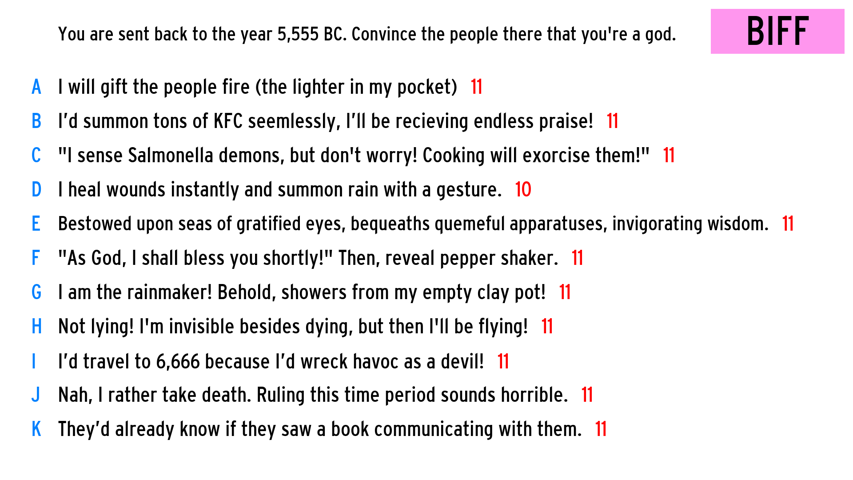 You are sent back to the year 5,555 BC. Convince the people there that you're a god.
BIFF
A I will gift the people fire (the lighter in my pocket) 11
B I'd summon tons of KFC seemlessly, I'll be recieving endless praise! 11
C "I sense Salmonella demons, but don't worry! Cooking will exorcise them!" 11
D I heal wounds instantly and summon rain with a gesture. 10
E Bestowed upon seas of gratified eyes, bequeaths quemeful apparatuses, invigorating wisdom. 11
F "As God, I shall bless you shortly!" Then, reveal pepper shaker. 11
G I am the rainmaker! Behold, showers from my empty clay pot! 11
H Not lying! I'm invisible besides dying, but then I'll be flying! 11
I I'd travel to 6,666 because I'd wreck havoc as a devil! 11
J Nah, I rather take death. Ruling this time period sounds horrible. 11
K They'd already know if they saw a book communicating with them. 11